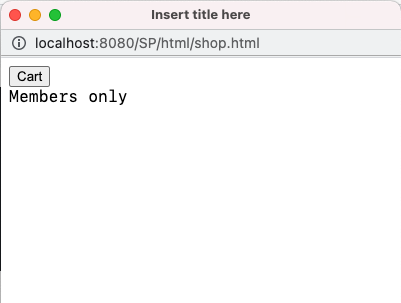 Insert title here
localhost:8080/SP/html/shop.html
Cart
Members only